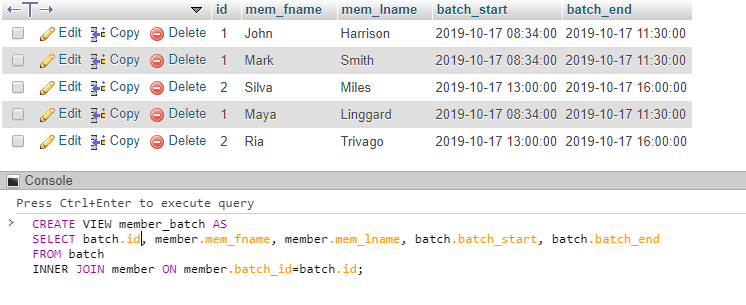 id mem_fname mem_lname batch_start batch_end
Edit Copy Delete 1 John Harrison 2019-10-17 08:34:00 2019-10-17 11:30:00
Edit Copy Delete 1 Mark Smith 2019-10-17 08:34:00 2019-10-17 11:30:00
Edit Copy Delete 2 Silva Miles 2019-10-17 13:00:00 2019-10-17 16:00:00
Edit Copy Delete 1 Maya Linggard 2019-10-17 08:34:00 2019-10-17 11:30:00
Edit Copy Delete 2 Ria Trivago 2019-10-17 13:00:00 2019-10-17 16:00:00
Console
Press Ctrl+Enter to execute query
> CREATE VIEW member_batch AS
SELECT batch.id, member.mem_fname, member.mem_lname, batch.batch_start, batch.batch_end
FROM batch
INNER JOIN member ON member.batch_id=batch.id;